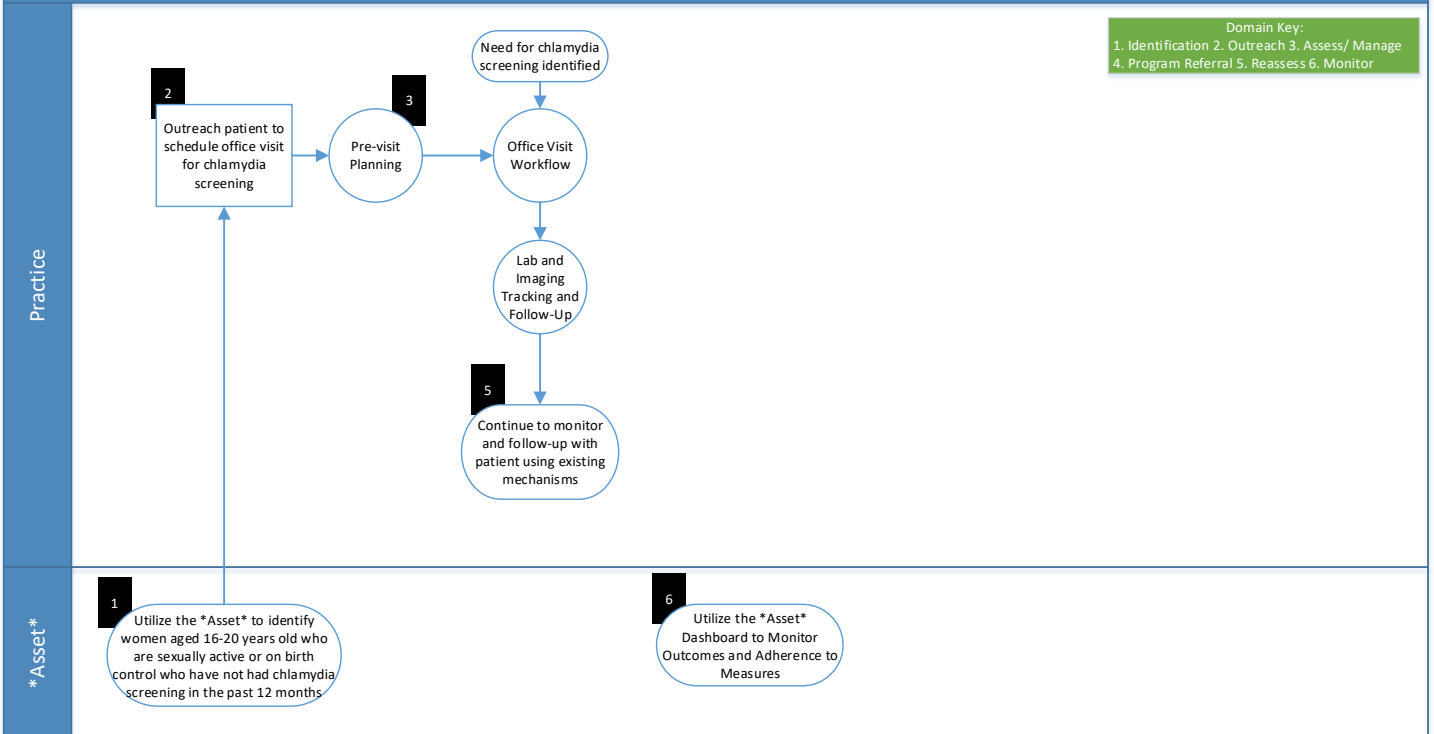 Domain Key:
1. Identification 2. Outreach 3. Assess/ Manage
4. Program Referral 5. Reassess 6. Monitor
Practice
Need for chlamydia
screening identified
2
Outreach patient to
schedule office visit
for chlamydia
screening
3
Pre-visit
Planning
Office Visit
Workflow
Lab and
Imaging
Tracking and
Follow-Up
5
Continue to monitor
and follow-up with
patient using existing
mechanisms
*Asset*
1
Utilize the *Asset* to identify
women aged 16-20 years old who
are sexually active or on birth
control who have not had chlamydia
screening in the past 12 months
6
Utilize the *Asset*
Dashboard to Monitor
Outcomes and Adherence to
Measures